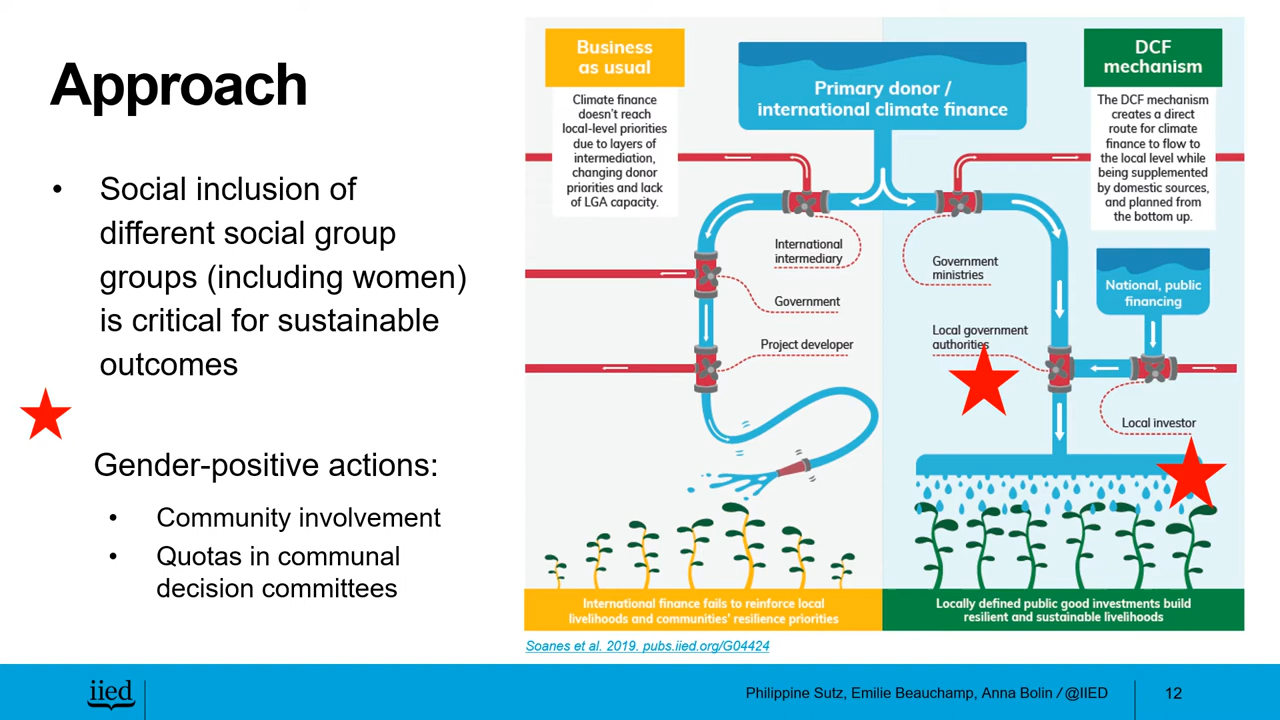 Approach
• Social inclusion of
different social group
groups (including women)
is critical for sustainable
outcomes
Gender-positive actions:
• Community involvement
• Quotas in communal
decision committees
Business
as usual
Climate finance
doesn't reach
local-level priorities
due to layers of
intermediation,
changing donor
priorities and lack
of LGA capacity.
Primary donor /
international climate finance
DCF
mechanism
The DCF mechanism
creates a direct
route for climate
finance to flow to
the local level while
being supplemented
by domestic sources,
and planned from
the bottom up.
International
intermediary
Government
Project developer
Government
ministries
National, public
financing
Local government
authorities
Local investor
International finance fails to reinforce local
livelihoods and communities' resilience priorities
Locally defined public good investments build
resilient and sustainable livelihoods
Soanes et al. 2019. pubs.iied.org/G04424
iied
Philippine Sutz, Emilie Beauchamp, Anna Bolin / @IIED
12